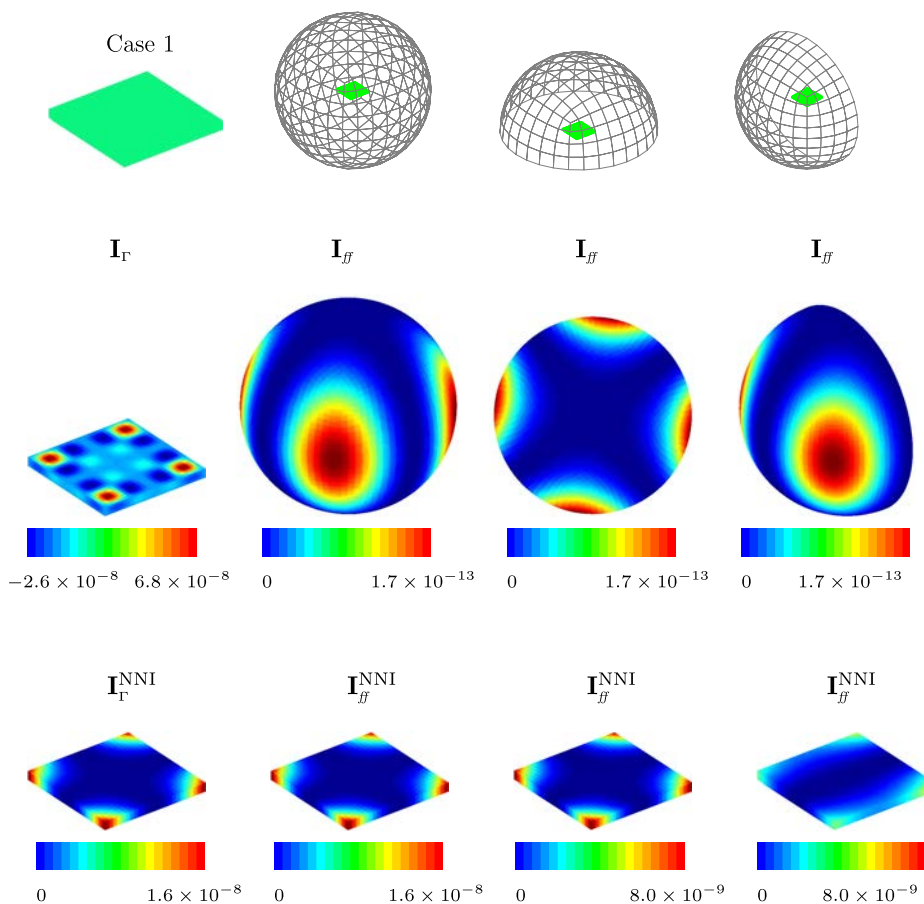 Case 1
I_Γ I_ff I_ff I_ff
−2.6 × 10⁻⁸ 6.8 × 10⁻⁸ 0 1.7 × 10⁻¹³ 0 1.7 × 10⁻¹³ 0 1.7 × 10⁻¹³
I_Γ^NNI I_ff^NNI I_ff^NNI I_ff^NNI
0 1.6 × 10⁻⁸ 0 1.6 × 10⁻⁸ 0 8.0 × 10⁻⁹ 0 8.0 × 10⁻⁹